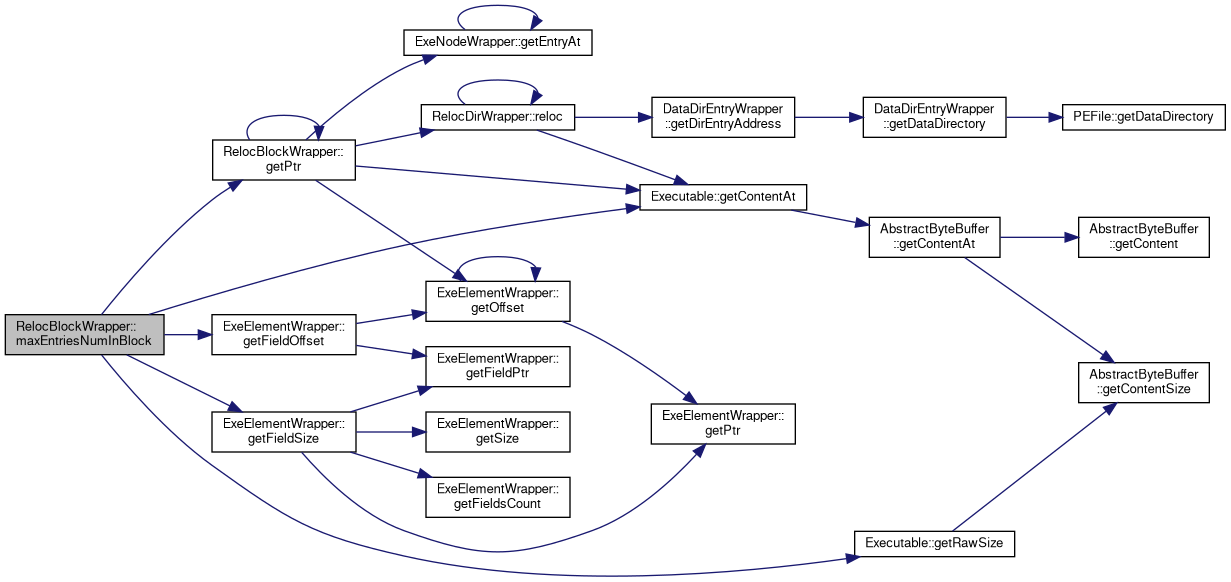 ExeNodeWrapper::getEntryAt
RelocDirWrapper::reloc
DataDirEntryWrapper
::getDirEntryAddress
DataDirEntryWrapper
::getDataDirectory
PEFile::getDataDirectory
RelocBlockWrapper::
getPtr
Executable::getContentAt
AbstractByteBuffer
::getContentAt
AbstractByteBuffer
::getContent
ExeElementWrapper::
getOffset
RelocBlockWrapper::
maxEntriesNumInBlock
ExeElementWrapper::
getFieldOffset
ExeElementWrapper::
getFieldPtr
AbstractByteBuffer
::getContentSize
ExeElementWrapper::
getFieldSize
ExeElementWrapper::
getSize
ExeElementWrapper::
getPtr
ExeElementWrapper::
getFieldsCount
Executable::getRawSize